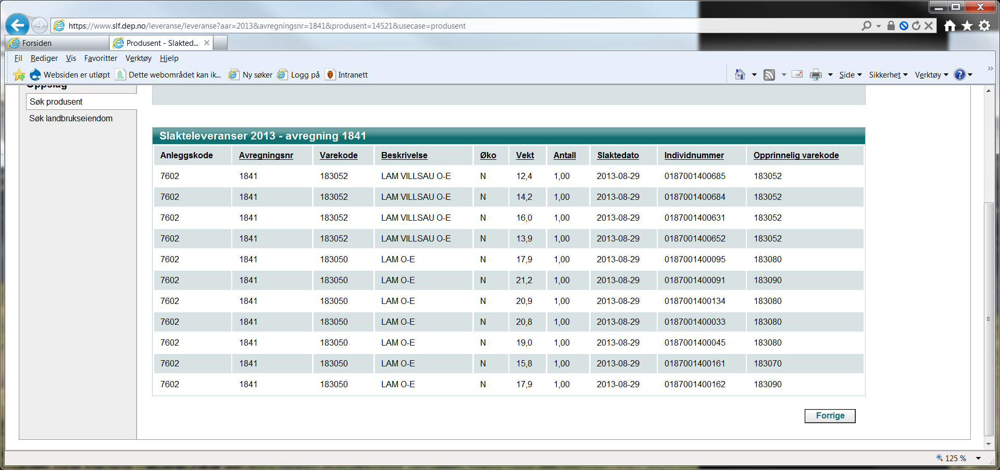 https://www.slf.dep.no/leveranse/leveranse?aar=2013&avregningsnr=1841&produsent=14521&usecase=produsent
Forsiden Produsent - Slakted...
Fil Rediger Vis Favoritter Verktøy Hjelp
Websiden er utløpt Dette webområdet kan ik... Ny søker Logg på Intranett Side Sikkerhet Verktøy
Oppslag
Søk produsent
Søk landbrukseiendom
Slakteleveranser 2013 - avregning 1841
Anleggskode Avregningsnr Varekode Beskrivelse Øko Vekt Antall Slaktedato Individnummer Opprinnelig varekode
7602 1841 183052 LAM VILLSAU O-E N 12,4 1,00 2013-08-29 0187001400685 183052
7602 1841 183052 LAM VILLSAU O-E N 14,2 1,00 2013-08-29 0187001400684 183052
7602 1841 183052 LAM VILLSAU O-E N 16,0 1,00 2013-08-29 0187001400631 183052
7602 1841 183052 LAM VILLSAU O-E N 13,9 1,00 2013-08-29 0187001400652 183052
7602 1841 183050 LAM O-E N 17,9 1,00 2013-08-29 0187001400095 183080
7602 1841 183050 LAM O-E N 21,2 1,00 2013-08-29 0187001400091 183090
7602 1841 183050 LAM O-E N 20,9 1,00 2013-08-29 0187001400134 183080
7602 1841 183050 LAM O-E N 20,8 1,00 2013-08-29 0187001400033 183080
7602 1841 183050 LAM O-E N 19,0 1,00 2013-08-29 0187001400045 183080
7602 1841 183050 LAM O-E N 15,8 1,00 2013-08-29 0187001400161 183070
7602 1841 183050 LAM O-E N 17,9 1,00 2013-08-29 0187001400162 183090
Forrige
125 %